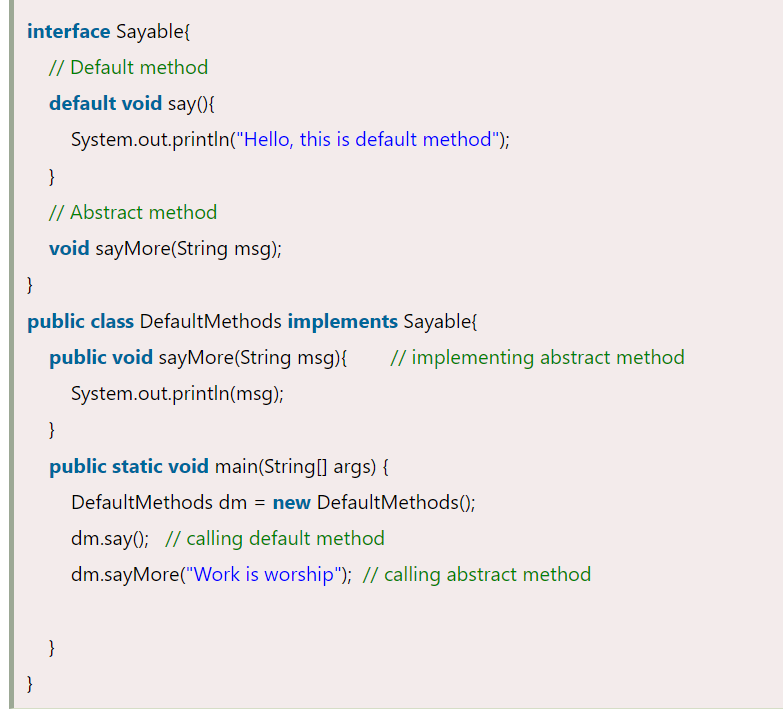 interface Sayable{
// Default method
default void say(){
System.out.println("Hello, this is default method");
}
// Abstract method
void sayMore(String msg);
}
public class DefaultMethods implements Sayable{
public void sayMore(String msg){ // implementing abstract method
System.out.println(msg);
}
public static void main(String[] args) {
DefaultMethods dm = new DefaultMethods();
dm.say(); // calling default method
dm.sayMore("Work is worship"); // calling abstract method
}
}